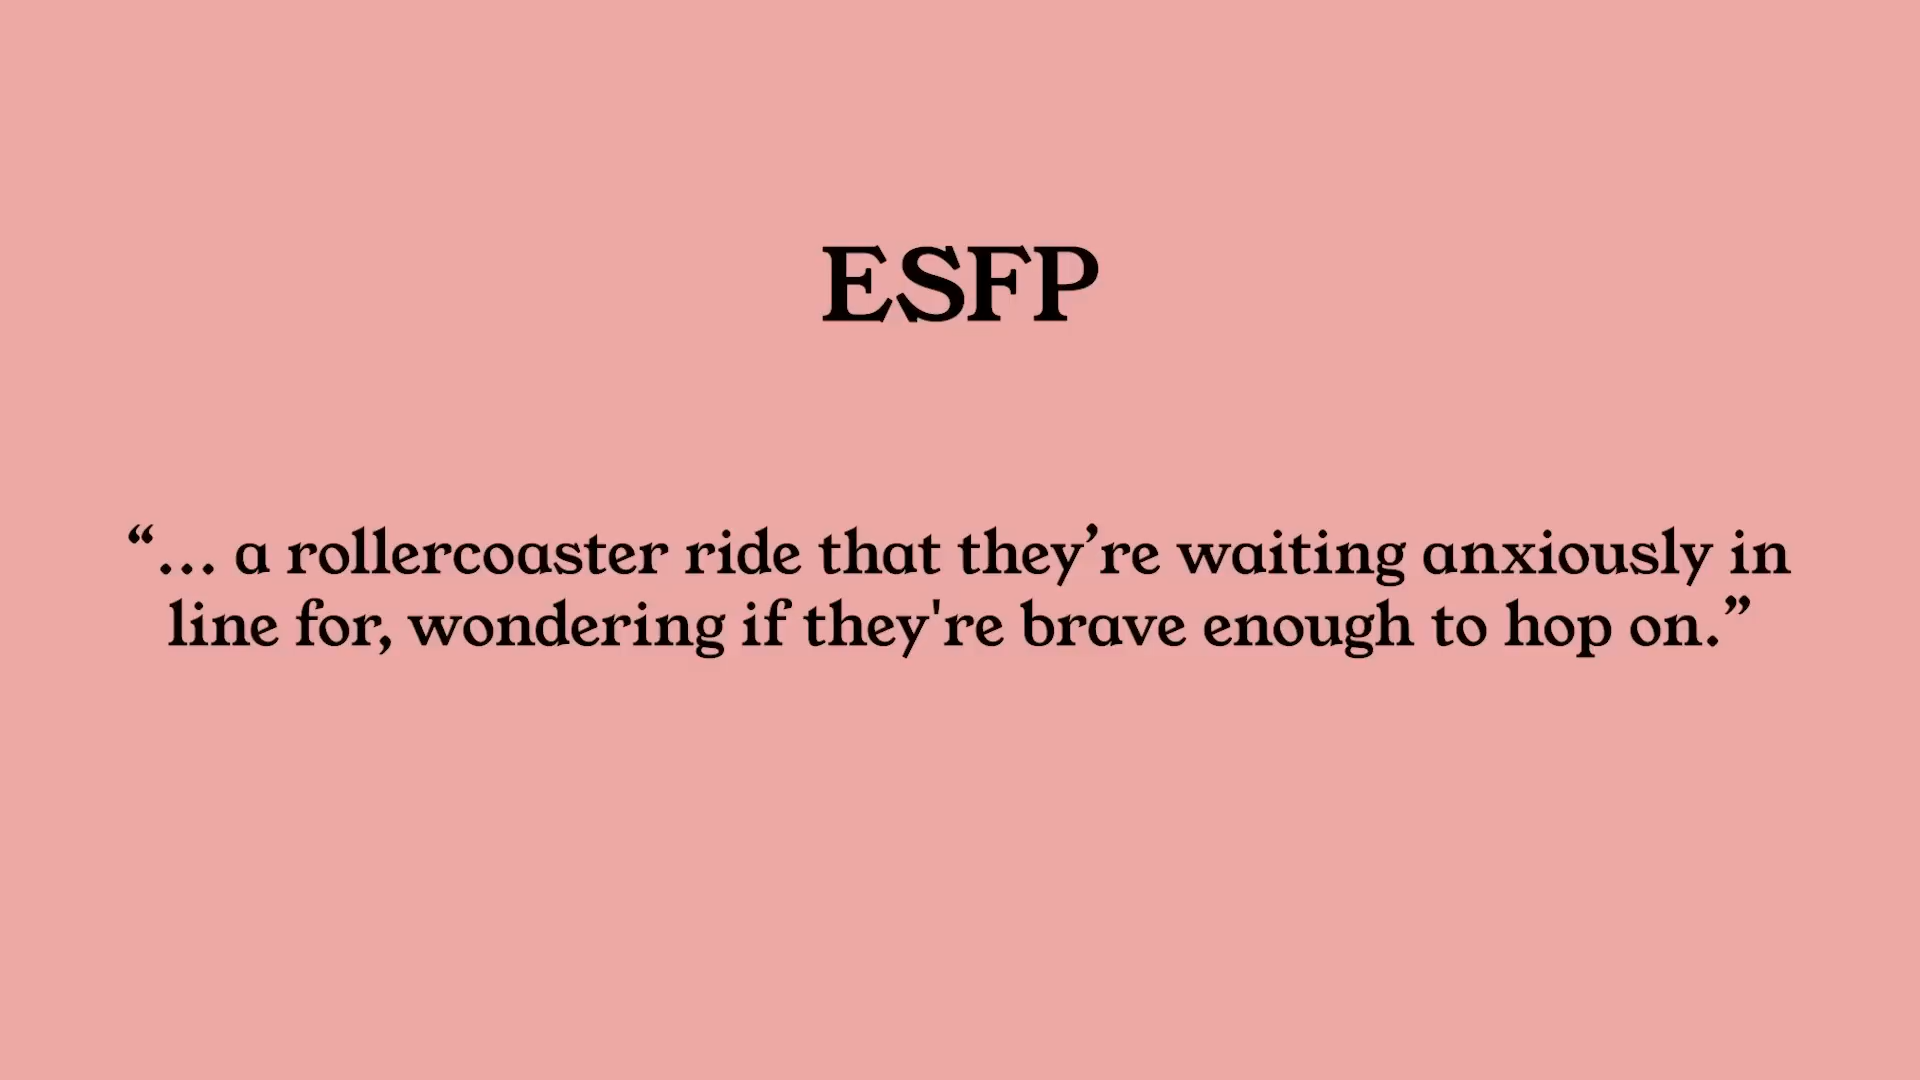 ESFP
“... a rollercoaster ride that they’re waiting anxiously in
line for, wondering if they're brave enough to hop on.”